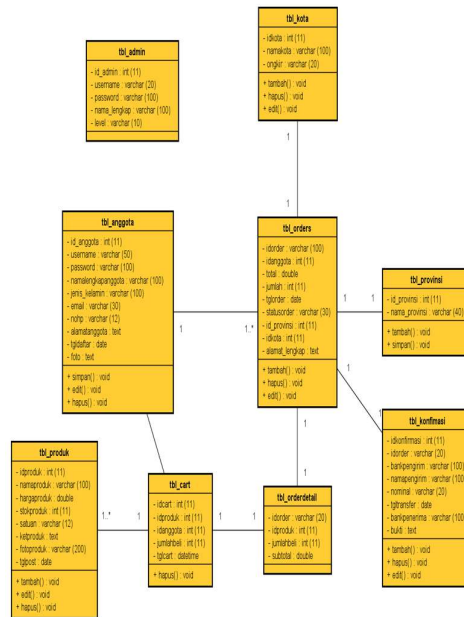 tbl_admin
- id_admin : int (11)
- username : varchar (20)
- password : varchar (100)
- nama_lengkap : varchar (100)
- level : varchar (10)
tbl_kota
- idkota : int (11)
- namakota : varchar (100)
- ongkir : varchar (20)
+ tambah() : void
+ hapus() : void
+ edit() : void
1
1
tbl_anggota
- id_anggota : int (11)
- username : varchar (50)
- password : varchar (100)
- namalengkapanggota : varchar (100)
- jenis_kelamin : varchar (100)
- email : varchar (30)
- nohp : varchar (12)
- alamatanggota : text
- tgldaftar : date
- foto : text
+ simpan() : void
+ edit() : void
+ hapus() : void
1
1..*
tbl_orders
- idorder : varchar (100)
- idanggota : int (11)
- total : double
- jumlah : int (11)
- tglorder : date
- statusorder : varchar (30)
- id_provinsi : int (11)
- idkota : int (11)
- alamat_lengkap : text
+ tambah() : void
+ hapus() : void
+ edit() : void
1
1
tbl_provinsi
- id_provinsi : int (11)
- nama_provinsi : varchar (40)
+ tambah() : void
+ simpan() : void
1
1
tbl_konfimasi
- idkonfirmasi : int (11)
- idorder : varchar (20)
- bankpengirim : varchar (100)
- namapengirim : varchar (100)
- nominal : varchar (20)
- tgltransfer : date
- bankpenerima : varchar (100)
- bukti : text
+ tambah() : void
+ hapus() : void
+ edit() : void
1
1
tbl_produk
- idproduk : int (11)
- namaproduk : varchar (100)
- hargaproduk : double
- stokproduk : int (11)
- satuan : varchar (12)
- ketproduk : text
- fotoproduk : varchar (200)
- tglpost : date
+ tambah() : void
+ edit() : void
+ hapus() : void
1..*
1
tbl_cart
- idcart : int (11)
- idproduk : int (11)
- idanggota : int (11)
- jumlahbeli : int (11)
- tglcart : datetime
+ hapus() : void
1
1
tbl_orderdetail
- idorder : varchar (20)
- idproduk : int (11)
- jumlahbeli : int (11)
- subtotal : double